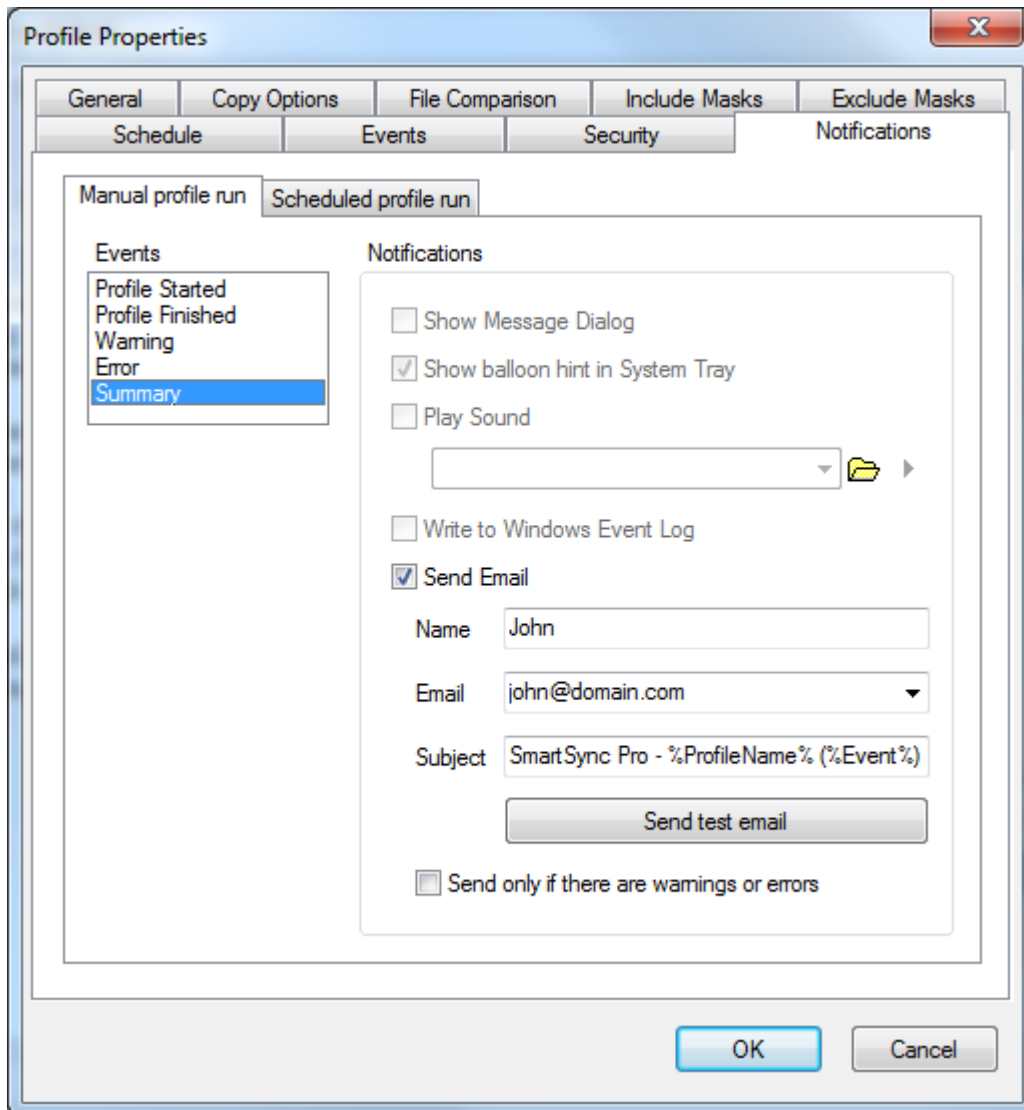 Profile Properties
General Copy Options File Comparison Include Masks Exclude Masks
Schedule Events Security Notifications
Manual profile run Scheduled profile run
Events Notifications
Profile Started
Profile Finished
Warning
Error
Summary
Show Message Dialog
Show balloon hint in System Tray
Play Sound
Write to Windows Event Log
Send Email
Name John
Email john@domain.com
Subject SmartSync Pro - %ProfileName% (%Event%)
Send test email
Send only if there are warnings or errors
OK Cancel